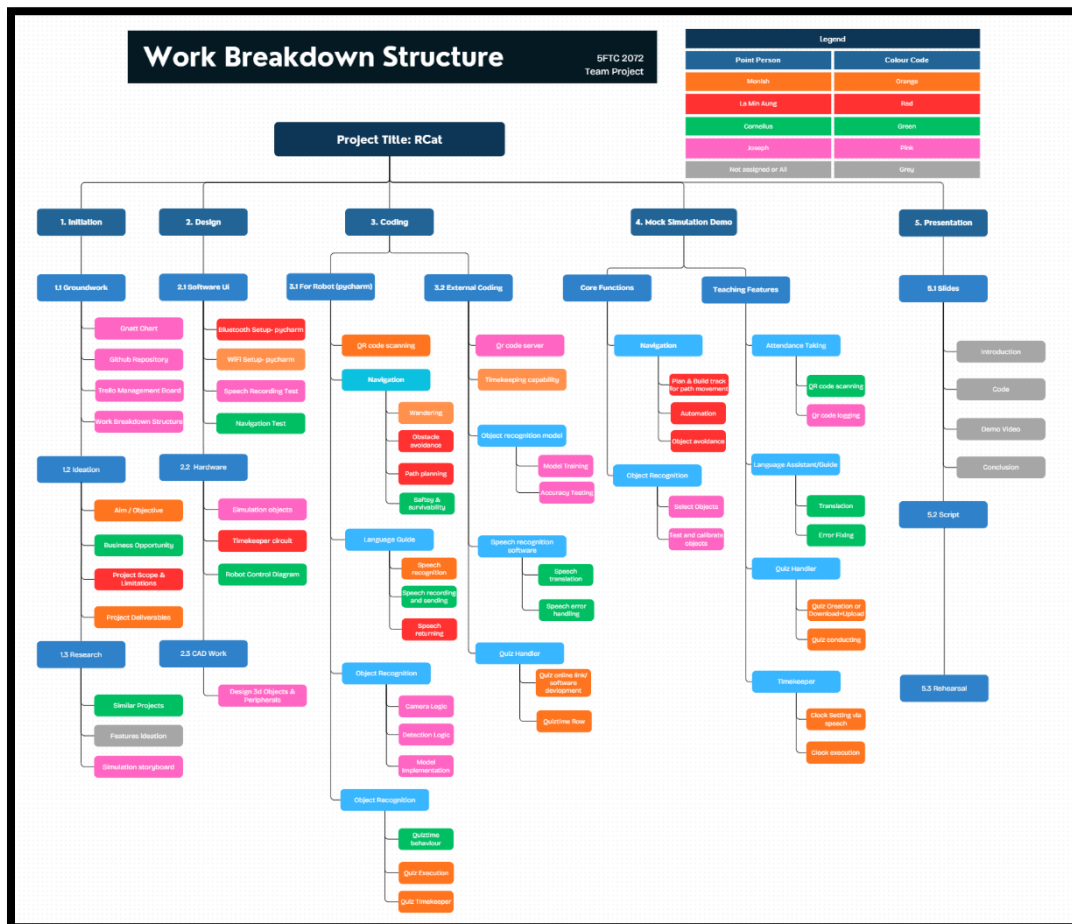 Work Breakdown Structure
5FTC 2072
Team Project
Legend
Point Person
Colour Code
Monish
Orange
La Min Aung
Red
Cornelius
Green
Joseph
Pink
Not assigned or All
Grey
Project Title: RCat
1. Initiation
1.1 Groundwork
Gnatt Chart
Github Repository
Trello Management Board
Work Breakdown Structure
1.2 Ideation
Aim / Objective
Business Opportunity
Project Scope &
Limitations
Project Deliverables
1.3 Research
Similar Projects
Features Ideation
Simulation storyboard
2. Design
2.1 Software Ui
Bluetooth Setup- pycharm
WiFi Setup-pycharm
Speech Recording Test
Navigation Test
2.2 Hardware
Simulation objects
Timekeeper circuit
Robot Control Diagram
2.3 CAD Work
Design 3d Objects &
Peripherals
3. Coding
3.1 For Robot (pycharm)
QR code scanning
Navigation
Wandering
Obstacle
avoidance
Path planning
Saftey &
survivability
Language Guide
Speech
recognition
Speech recording
and sending
Speech
returning
Object Recognition
Camera Logic
Detection Logic
Model
Implementation
Object Recognition
Quiztime
behaviour
Quiz Execution
Quiz Timekeeper
3.2 External Coding
Qr code server
Timekeeping capability
Object recognition model
Model Training
Accuracy Testing
Speech recognition
software
Speech
translation
Speech error
handling
Quiz Handler
Quiz online link/
software devlopment
Quiztime flow
4. Mock Simulation Demo
Core Functions
Navigation
Plan & Build track
for path movement
Automation
Object avoidance
Object Recognition
Select Objects
Test and calibrate
objects
Teaching Features
Attendance Taking
QR code scanning
Qr code logging
Language Assistant/Guide
Translation
Error Fixing
Quiz Handler
Quiz Creation or
Download+Upload
Quiz conducting
Timekeeper
Clock Setting via
speech
Clock execution
5. Presentation
5.1 Slides
Introduction
Code
Demo Video
Conclusion
5.2 Script
5.3 Rehearsal